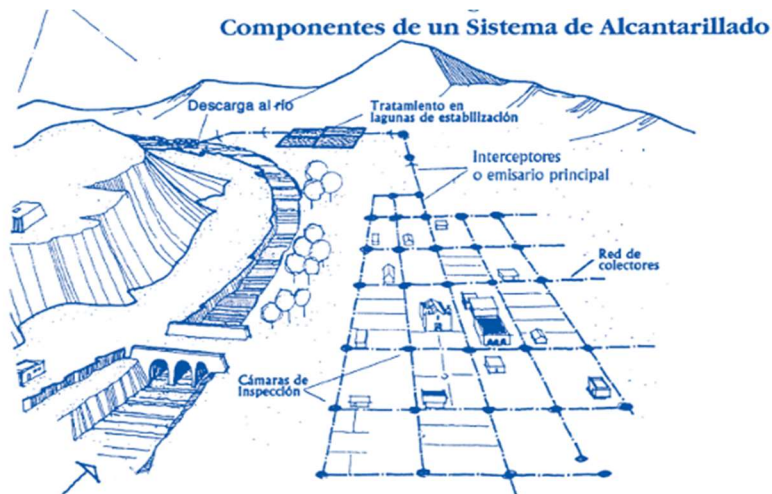 Componentes de un Sistema de Alcantarillado
Descarga al río
Tratamiento en
lagunas de estabilización
Interceptores
o emisario principal
Red de
colectores
Cámaras de
Inspección